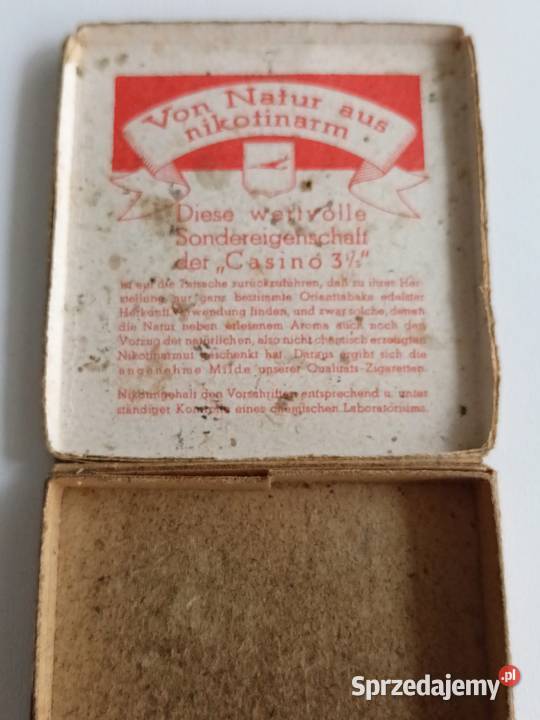 Von Natur aus
nikotinarm
Diese wertvolle
Sondereigenschaft
der „Casino 3⅓"
ist auf die Tatsache zurückzuführen, daß zu ihrer Her-
stellung nur ganz bestimmte Orienttabake edelster
Herkunft Verwendung finden, und zwar solche, denen
die Natur neben erlesenem Aroma auch noch den
Vorzug der natürlichen, also nicht chemisch erzeugten
Nikotinarmut geschenkt hat. Daraus ergibt sich die
angenehme Milde unserer Qualitäts-Zigaretten.
Nikotingehalt den Vorschriften entsprechend u. unter
ständiger Kontrolle eines chemischen Laboratoriums.
Sprzedajemy.pl